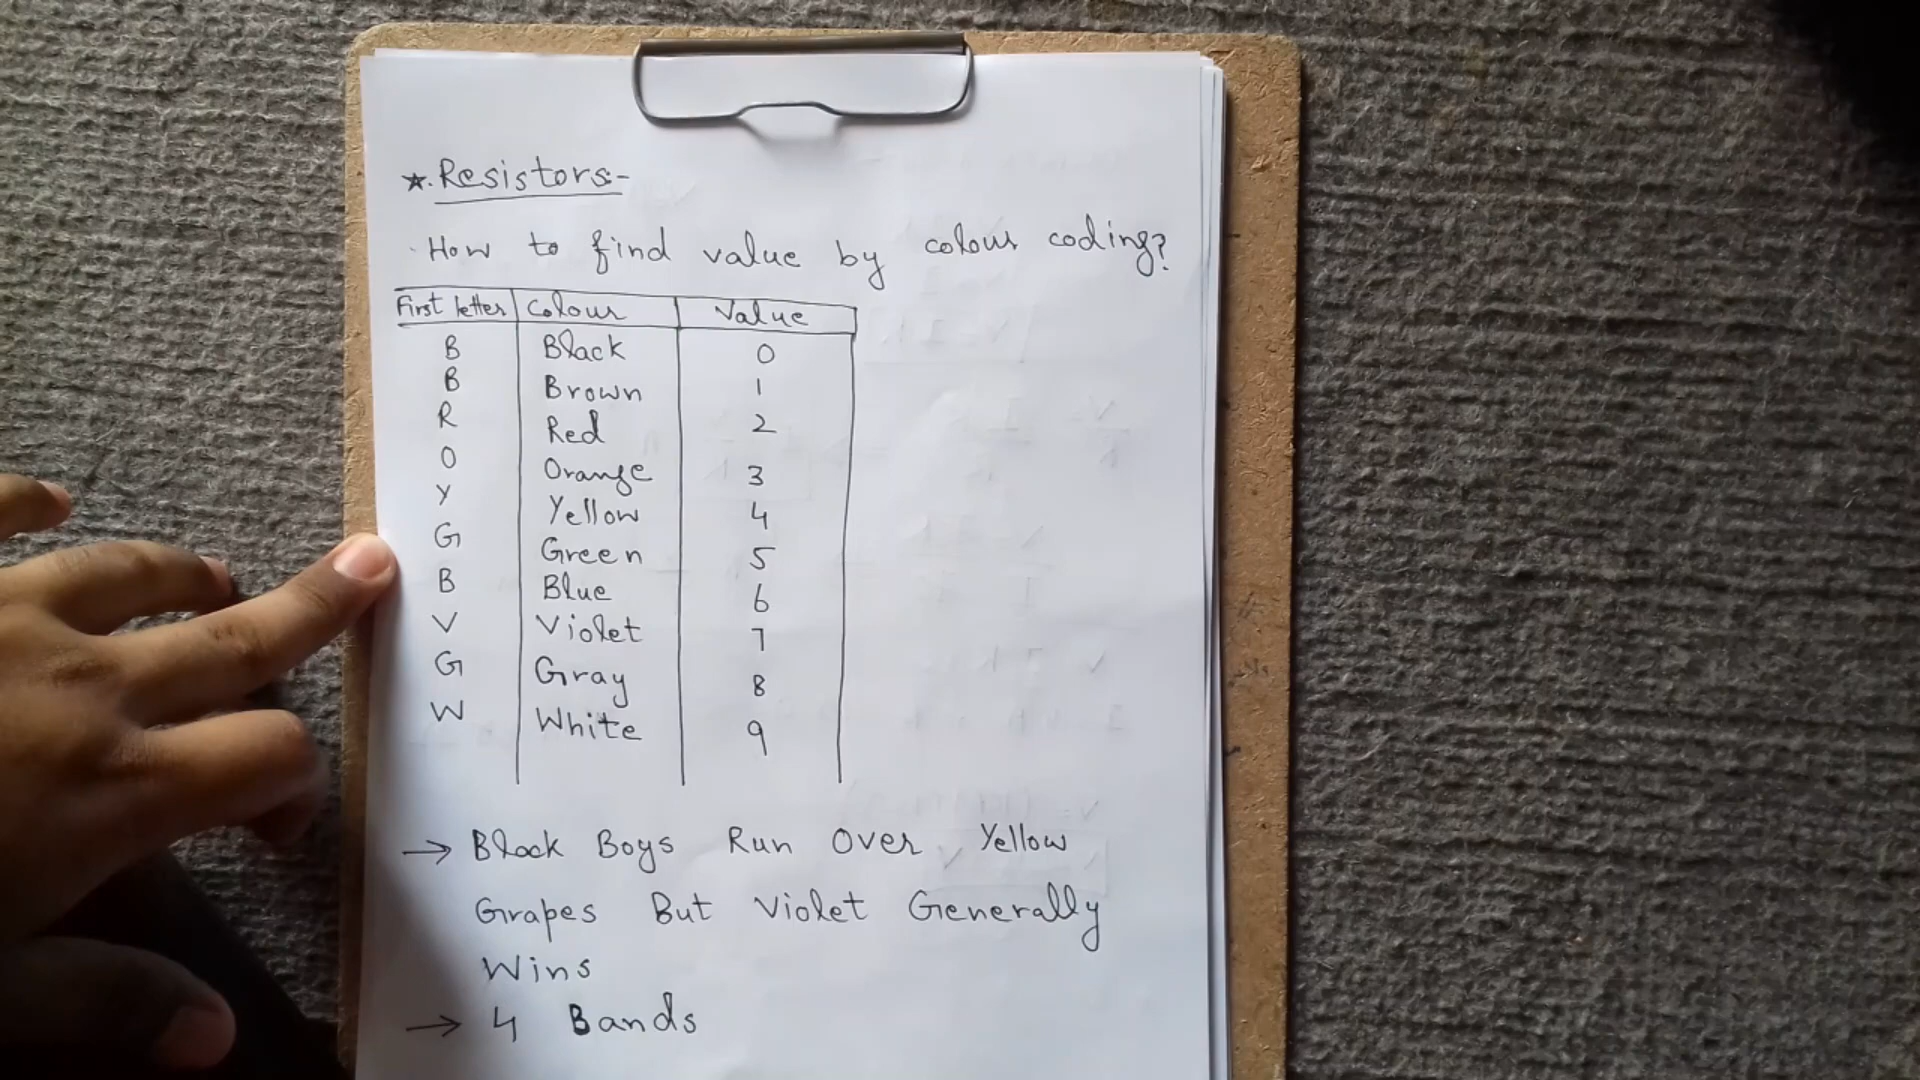 ★. Resistors:-
How to find value by colour coding?
First letter Colour Value
B Black 0
B Brown 1
R Red 2
O Orange 3
Y Yellow 4
G Green 5
B Blue 6
V Violet 7
G Gray 8
W White 9
→ Black Boys Run Over Yellow
Grapes But Violet Generally
Wins
→ 4 Bands